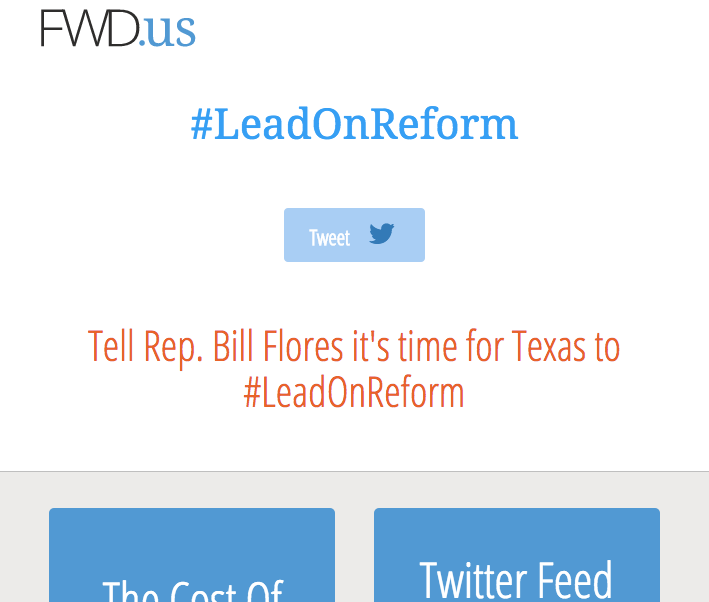 FWD.us
#LeadOnReform
Tweet
Tell Rep. Bill Flores it's time for Texas to
#LeadOnReform
The Cost Of
Twitter Feed